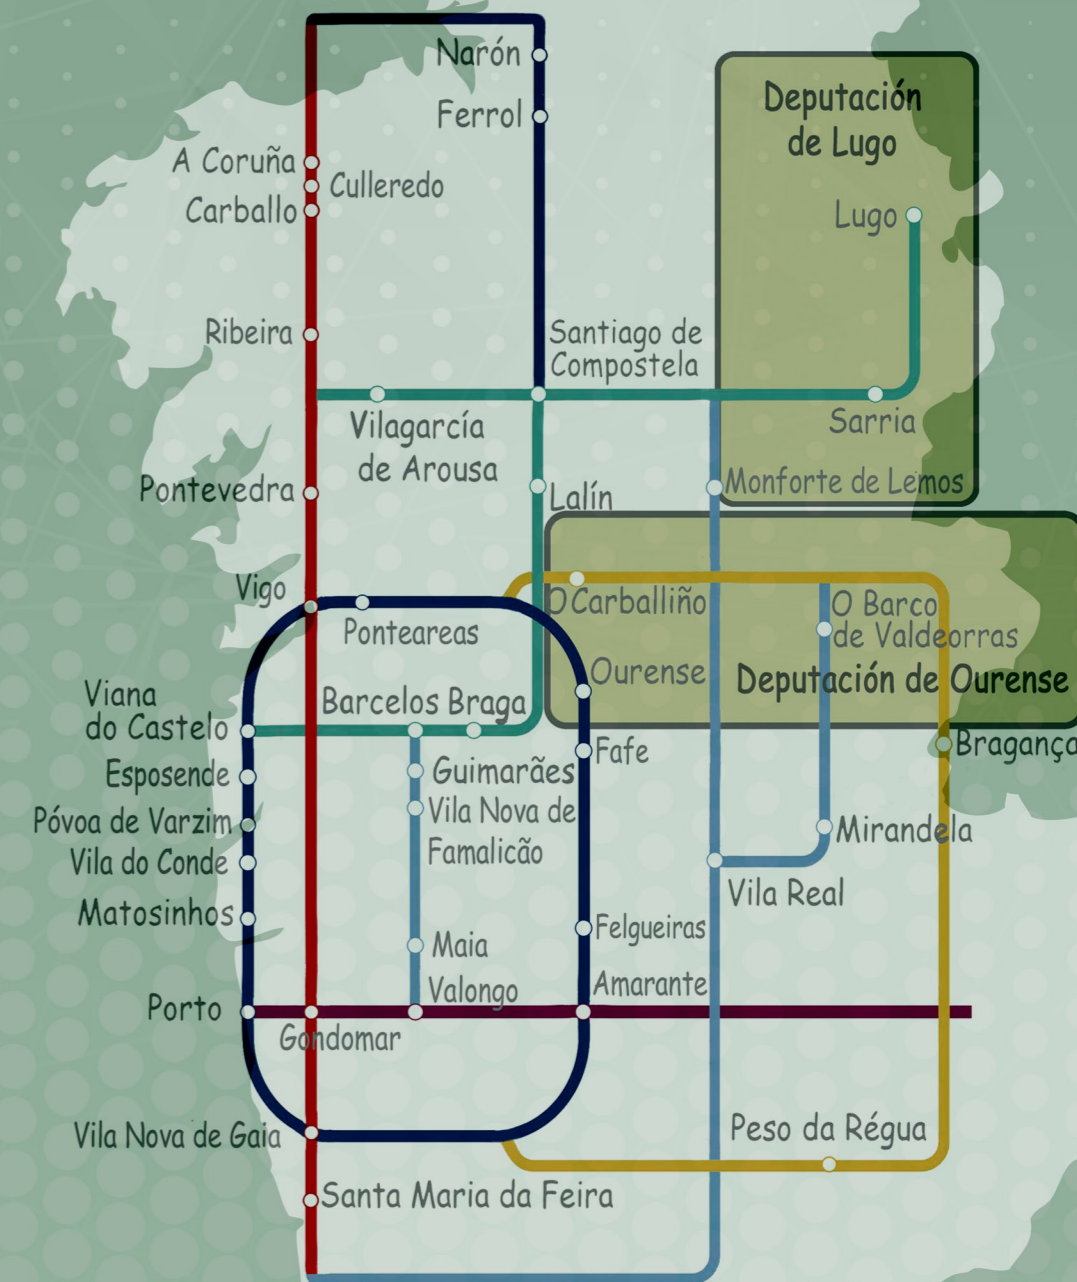 Narón
Ferrol
Deputación
de Lugo
A Coruña
Culleredo
Carballo
Lugo
Ribeira
Santiago de
Compostela
Vilagarcía
de Arousa
Sarria
Pontevedra
Lalín
Monforte de Lemos
Vigo
Ponteareas
O Carballiño
O Barco
de Valdeorras
Ourense
Deputación de Ourense
Viana
do Castelo
Barcelos Braga
Fafe
Bragança
Esposende
Guimarães
Póvoa de Varzim
Vila Nova de
Famalicão
Vila do Conde
Mirandela
Vila Real
Matosinhos
Felgueiras
Maia
Porto
Valongo
Amarante
Gondomar
Vila Nova de Gaia
Peso da Régua
Santa Maria da Feira